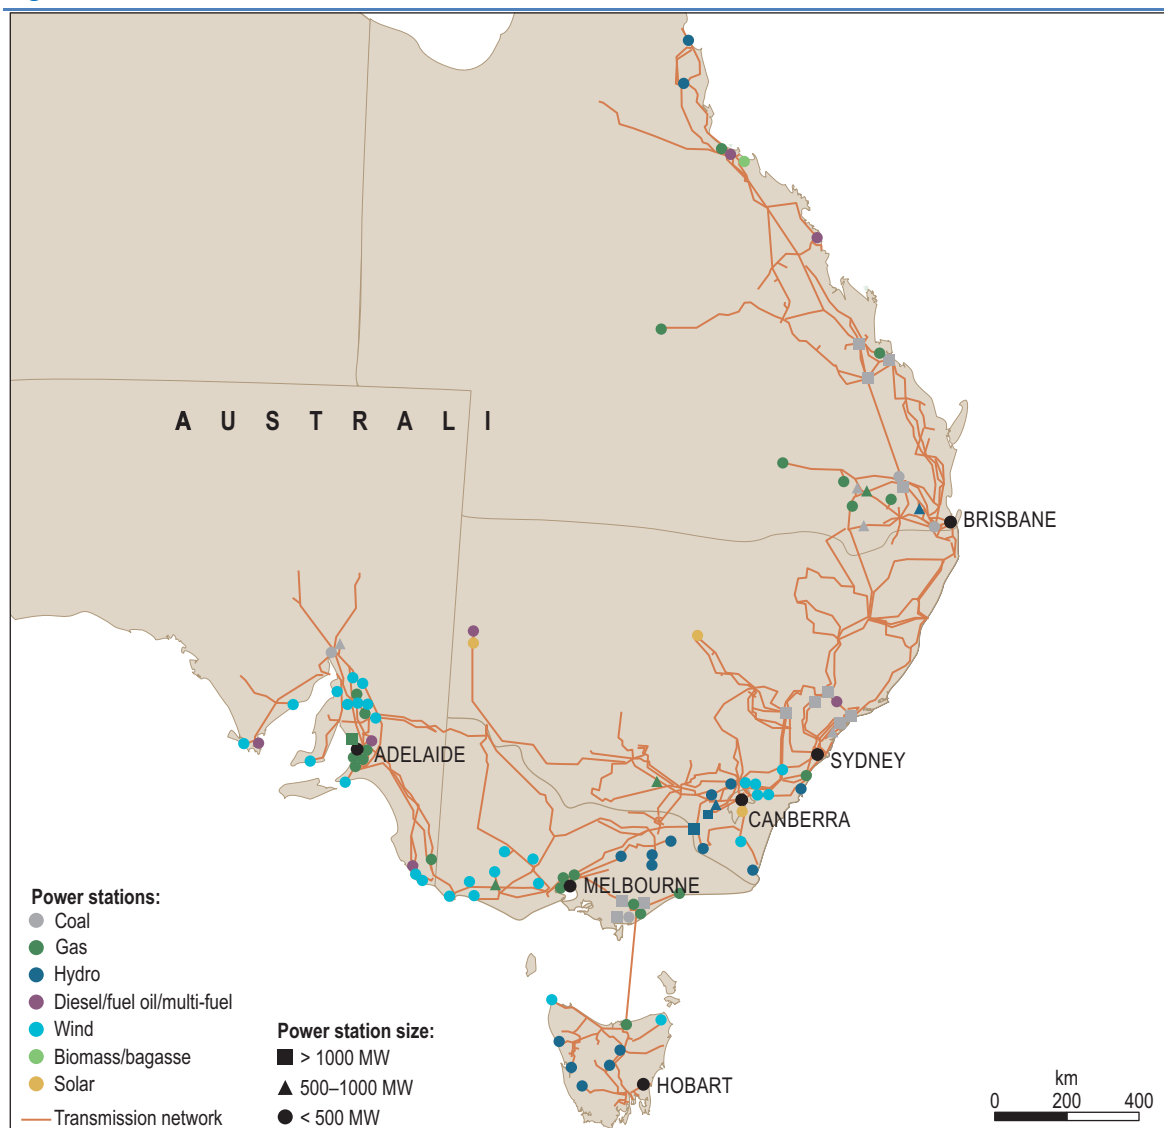 A U S T R A L I
BRISBANE
ADELAIDE
SYDNEY
CANBERRA
MELBOURNE
HOBART
Power stations:
Coal
Gas
Hydro
Diesel/fuel oil/multi-fuel
Wind
Biomass/bagasse
Solar
Transmission network
Power station size:
> 1000 MW
500–1000 MW
< 500 MW
km
0 200 400